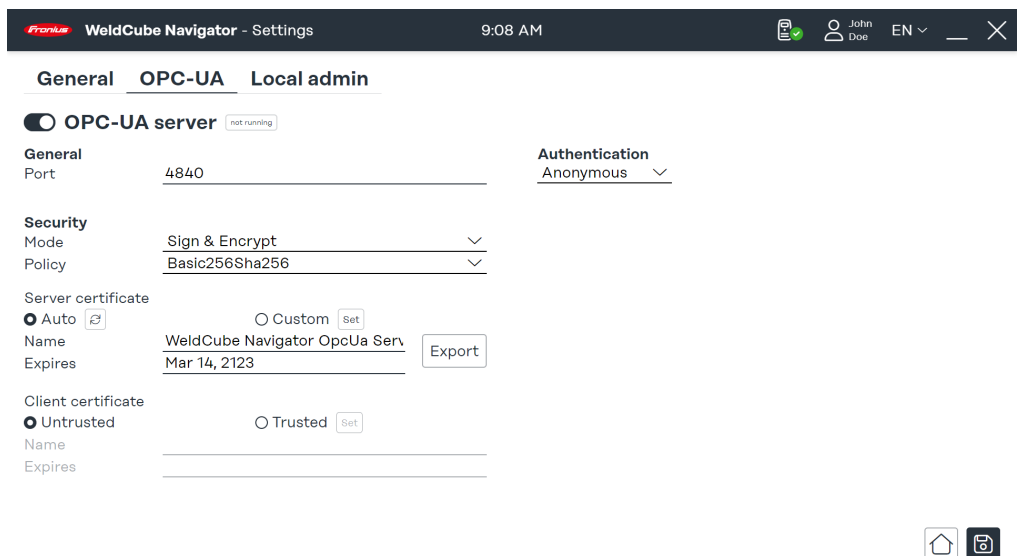 Fronius WeldCube Navigator - Settings 9:08 AM John Doe EN
General OPC-UA Local admin
OPC-UA server not running
General
Port 4840
Authentication
Anonymous
Security
Mode Sign & Encrypt
Policy Basic256Sha256
Server certificate
Auto Custom Set
Name WeldCube Navigator OpcUa Serv
Expires Mar 14, 2123
Export
Client certificate
Untrusted Trusted Set
Name
Expires